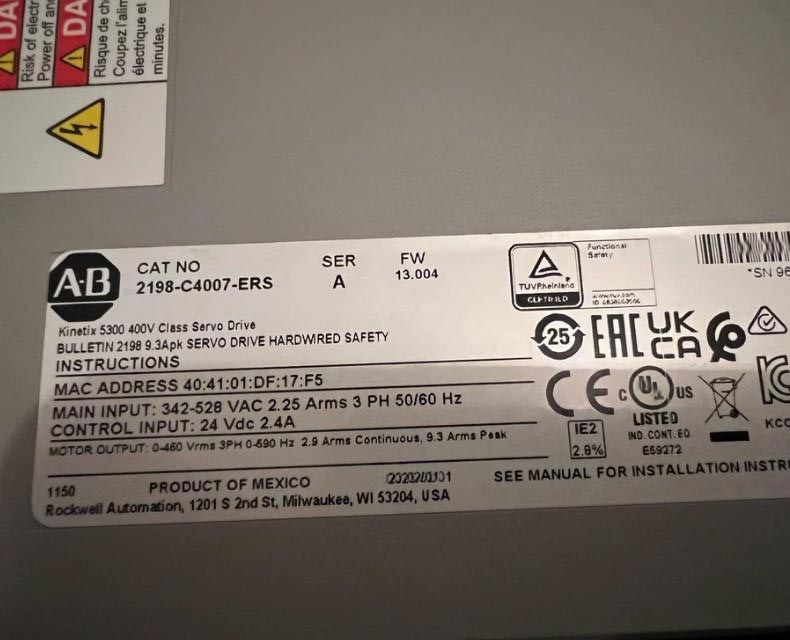 DA
Risk of electr
Power off and
DA
Risque de ch
Coupez l'alim
électrique et
minutes.
A·B
CAT NO
2198-C4007-ERS
SER
A
FW
13.004
TÜVRheinland
Functional
Safety
*SN 96
Kinetix 5300 400V Class Servo Drive
BULLETIN 2198 9.3Apk SERVO DRIVE HARDWIRED SAFETY
INSTRUCTIONS
MAC ADDRESS 40:41:01:DF:17:F5
MAIN INPUT: 342-528 VAC 2.25 Arms 3 PH 50/60 Hz
CONTROL INPUT: 24 Vdc 2.4A
MOTOR OUTPUT: 0-460 Vrms 3PH 0-590 Hz 2.9 Arms Continuous, 9.3 Arms Peak
25
EAC
UK
CA
CE
C UL US
LISTED
IND. CONT. EQ
E59272
IE2
2.8%
KC
KCC
1150
PRODUCT OF MEXICO
SEE MANUAL FOR INSTALLATION INSTR
Rockwell Automation, 1201 S 2nd St, Milwaukee, WI 53204, USA